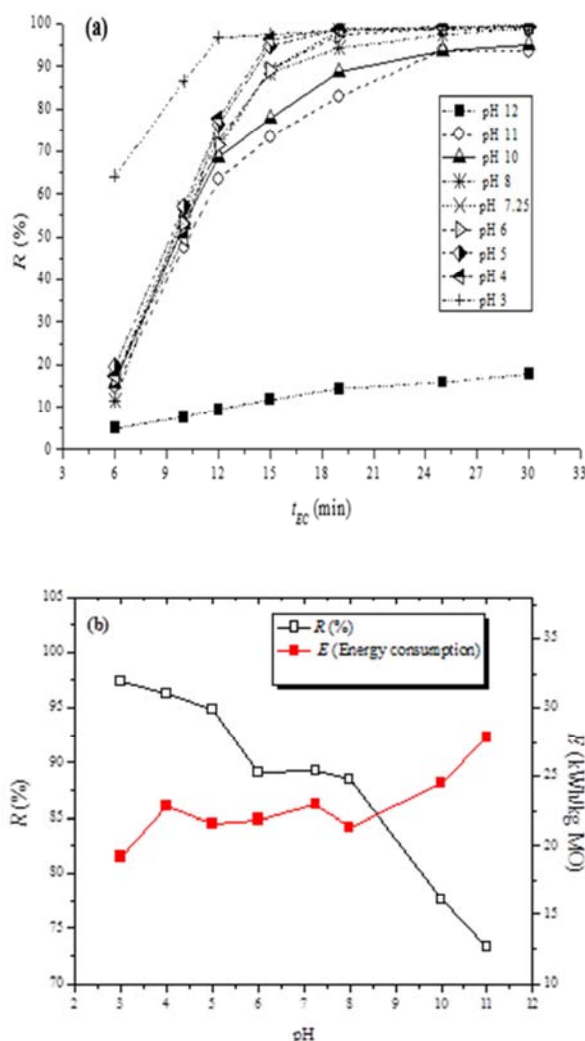 (a)
100
90
80
70
60
50
40
30
20
10
0
R (%)
pH 12
pH 11
pH 10
pH 8
pH 7.25
pH 6
pH 5
pH 4
pH 3
3 6 9 12 15 18 21 24 27 30 33
t_EC (min)
(b)
R (%)
E (Energy consumption)
105
100
95
90
85
80
75
70
R (%)
35
30
25
20
15
10
E (kWh/kg MO)
2 3 4 5 6 7 8 9 10 11 12
pH